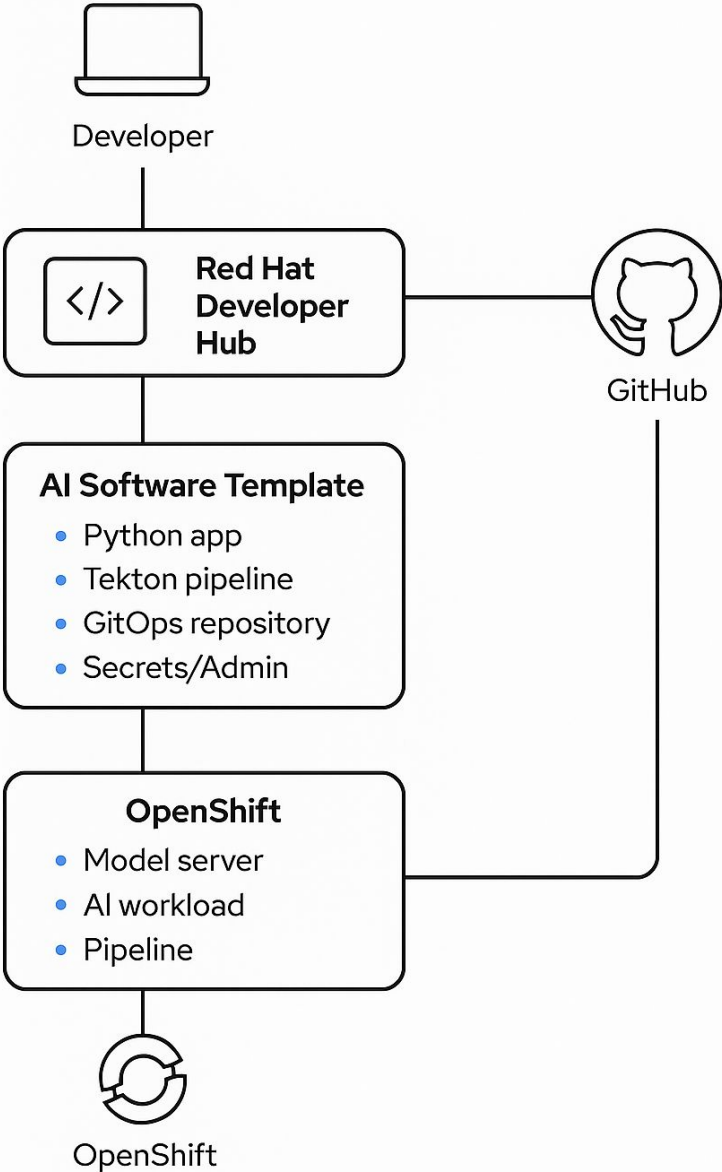 Developer
</>
Red Hat
Developer
Hub
GitHub
AI Software Template
Python app
Tekton pipeline
GitOps repository
Secrets/Admin
OpenShift
Model server
AI workload
Pipeline
OpenShift